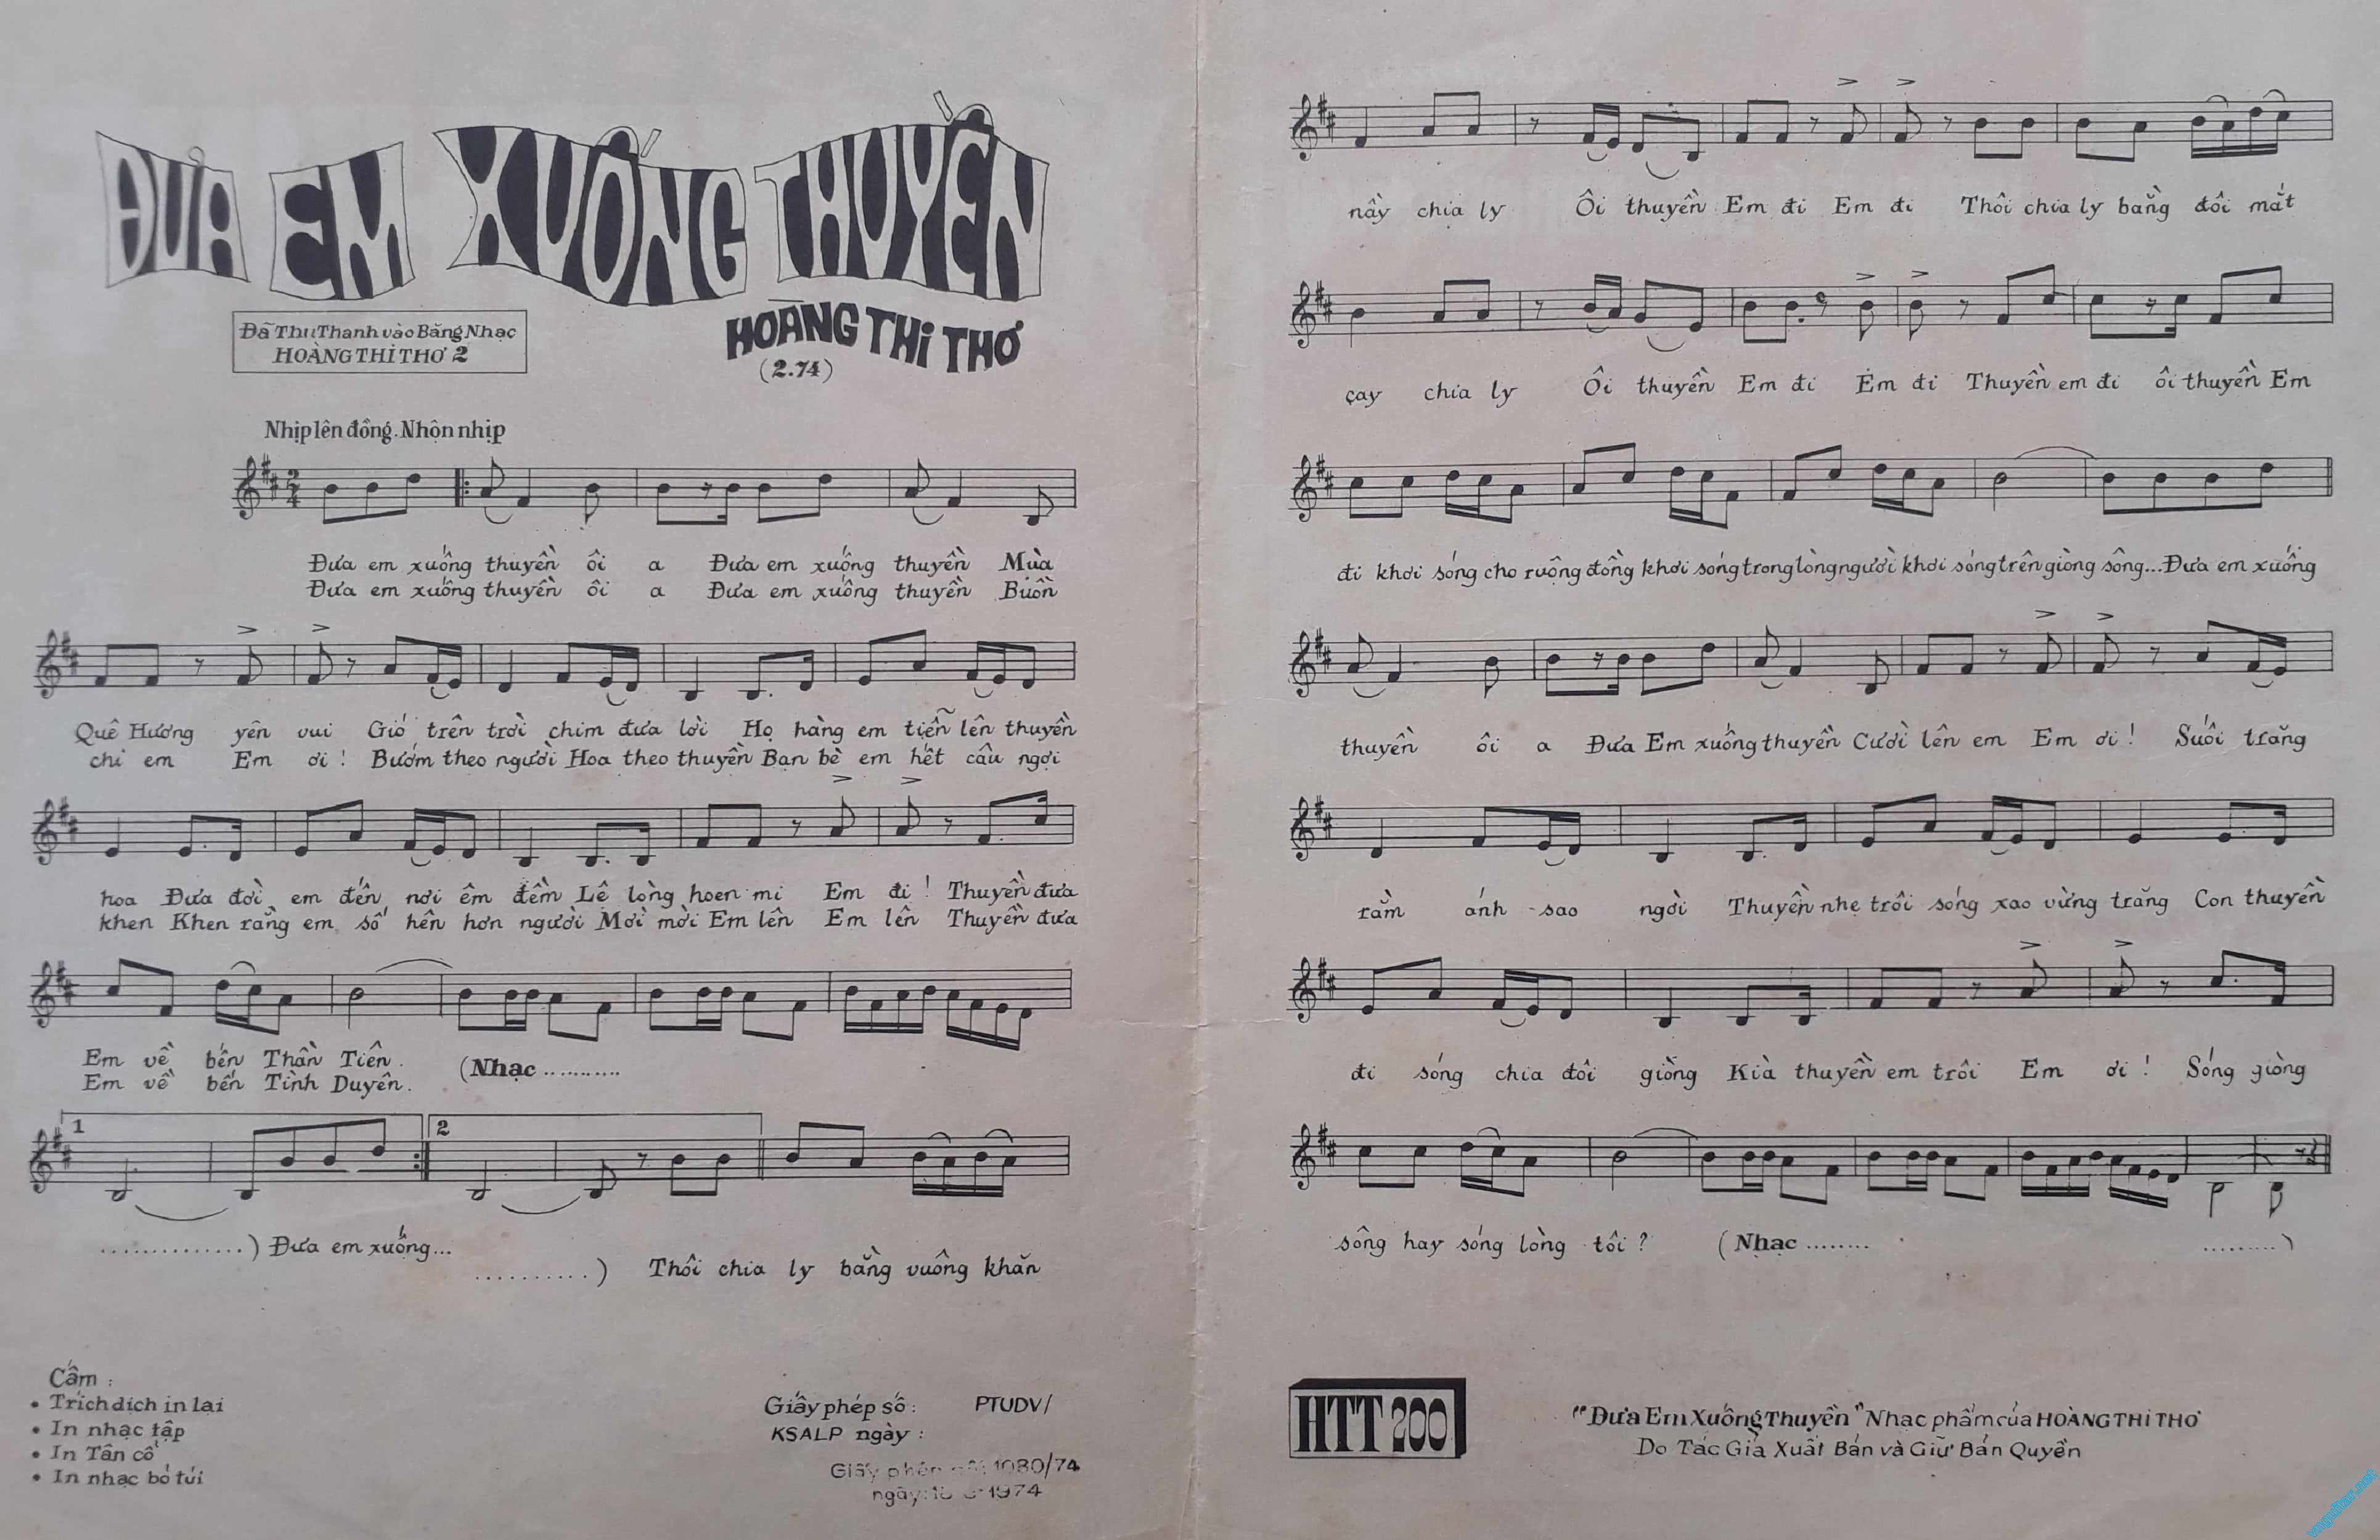 ĐƯA EM XUỐNG THUYỀN
HOÀNG THI THƠ
(2.74)
Đã Thu Thanh vào Băng Nhạc
HOÀNG THI THƠ 2
Nhịp lên đồng. Nhộn nhịp
2
4
Đưa em xuống thuyền ôi a Đưa em xuống thuyền Mùa
Đưa em xuống thuyền ôi a Đưa em xuống thuyền Buồn
Quê Hương yên vui Gió trên trời chim đưa lời Họ hàng em tiễn lên thuyền
chi em Em ơi ! Bướm theo người Hoa theo thuyền Bạn bè em hết câu ngợi
hoa Đưa đời em đến nơi êm đềm Lệ lòng hoen mi Em đi ! Thuyền đưa
khen Khen rằng em số hên hơn người Mời mời Em lên Em lên Thuyền đưa
Em về bến Thần Tiên.
Em về bến Tình Duyên. (Nhạc ...........
1
2
..............) Đưa em xuống...
..........) Thôi chia ly bằng vuông khăn
Cấm :
• Trích dịch in lại
• In nhạc tập
• In Tân cổ
• In nhạc bỏ túi
Giấy phép số : PTUDV/
KSALP ngày :
Giấy phép số 1080/74
1974
nầy chia ly Ôi thuyền Em đi Em đi Thôi chia ly bằng đôi mắt
cay chia ly Ôi thuyền Em đi Em đi Thuyền em đi ôi thuyền Em
đi khơi sóng cho ruộng đồng khơi sóng trong lòng người khơi sóng trên giòng sông... Đưa em xuống
thuyền ôi a Đưa Em xuống thuyền Cười lên em Em ơi ! Suối trăng
rằm ánh sao ngời Thuyền nhẹ trôi sóng xao vừng trăng Con thuyền
đi sóng chia đôi giòng Kìa thuyền em trôi Em ơi ! Sóng giòng
sông hay sóng lòng tôi ? (Nhạc ........ .........)
HTT 200
"Đưa Em Xuống Thuyền" Nhạc phẩm của HOÀNG THI THƠ
Do Tác Giả Xuất Bản và Giữ Bản Quyền